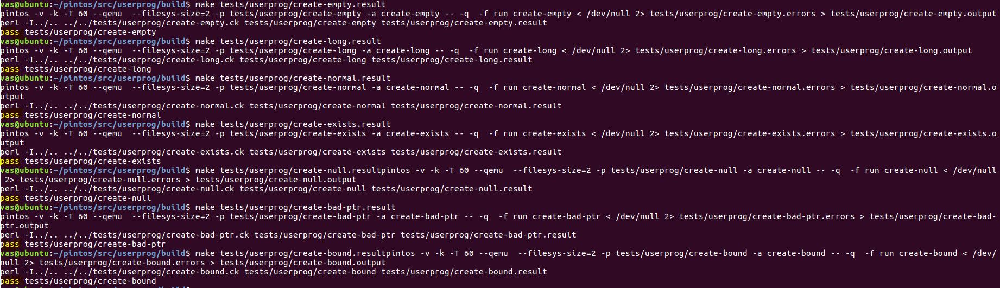 vas@ubuntu:~/pintos/src/userprog/build$ make tests/userprog/create-empty.result
pintos -v -k -T 60 --qemu  --filesys-size=2 -p tests/userprog/create-empty -a create-empty -- -q  -f run create-empty < /dev/null 2> tests/userprog/create-empty.errors > tests/userprog/create-empty.output
perl -I../.. ../../tests/userprog/create-empty.ck tests/userprog/create-empty tests/userprog/create-empty.result
pass tests/userprog/create-empty
vas@ubuntu:~/pintos/src/userprog/build$ make tests/userprog/create-long.result
pintos -v -k -T 60 --qemu  --filesys-size=2 -p tests/userprog/create-long -a create-long -- -q  -f run create-long < /dev/null 2> tests/userprog/create-long.errors > tests/userprog/create-long.output
perl -I../.. ../../tests/userprog/create-long.ck tests/userprog/create-long tests/userprog/create-long.result
pass tests/userprog/create-long
vas@ubuntu:~/pintos/src/userprog/build$ make tests/userprog/create-normal.result
pintos -v -k -T 60 --qemu  --filesys-size=2 -p tests/userprog/create-normal -a create-normal -- -q  -f run create-normal < /dev/null 2> tests/userprog/create-normal.errors > tests/userprog/create-normal.o
utput
perl -I../.. ../../tests/userprog/create-normal.ck tests/userprog/create-normal tests/userprog/create-normal.result
pass tests/userprog/create-normal
vas@ubuntu:~/pintos/src/userprog/build$ make tests/userprog/create-exists.result
pintos -v -k -T 60 --qemu  --filesys-size=2 -p tests/userprog/create-exists -a create-exists -- -q  -f run create-exists < /dev/null 2> tests/userprog/create-exists.errors > tests/userprog/create-exists.o
utput
perl -I../.. ../../tests/userprog/create-exists.ck tests/userprog/create-exists tests/userprog/create-exists.result
pass tests/userprog/create-exists
vas@ubuntu:~/pintos/src/userprog/build$ make tests/userprog/create-null.resultpintos -v -k -T 60 --qemu  --filesys-size=2 -p tests/userprog/create-null -a create-null -- -q  -f run create-null < /dev/null
 2> tests/userprog/create-null.errors > tests/userprog/create-null.output
perl -I../.. ../../tests/userprog/create-null.ck tests/userprog/create-null tests/userprog/create-null.result
pass tests/userprog/create-null
vas@ubuntu:~/pintos/src/userprog/build$ make tests/userprog/create-bad-ptr.result
pintos -v -k -T 60 --qemu  --filesys-size=2 -p tests/userprog/create-bad-ptr -a create-bad-ptr -- -q  -f run create-bad-ptr < /dev/null 2> tests/userprog/create-bad-ptr.errors > tests/userprog/create-bad-
ptr.output
perl -I../.. ../../tests/userprog/create-bad-ptr.ck tests/userprog/create-bad-ptr tests/userprog/create-bad-ptr.result
pass tests/userprog/create-bad-ptr
vas@ubuntu:~/pintos/src/userprog/build$ make tests/userprog/create-bound.resultpintos -v -k -T 60 --qemu  --filesys-size=2 -p tests/userprog/create-bound -a create-bound -- -q  -f run create-bound < /dev/
null 2> tests/userprog/create-bound.errors > tests/userprog/create-bound.output
perl -I../.. ../../tests/userprog/create-bound.ck tests/userprog/create-bound tests/userprog/create-bound.result
pass tests/userprog/create-bound